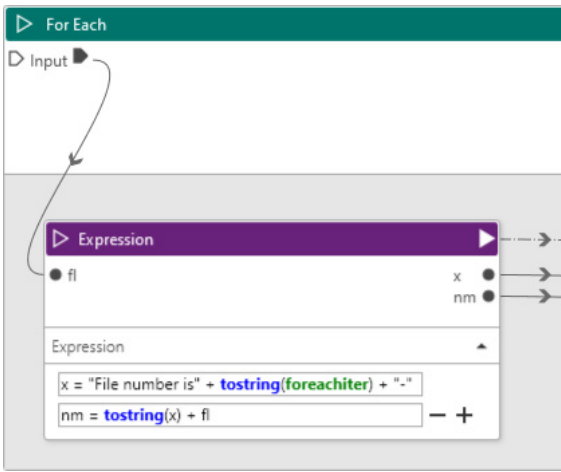 For Each
Input
Expression
fl
x
nm
Expression
x = "File number is" + tostring(foreachiter) + "-"
nm = tostring(x) + fl